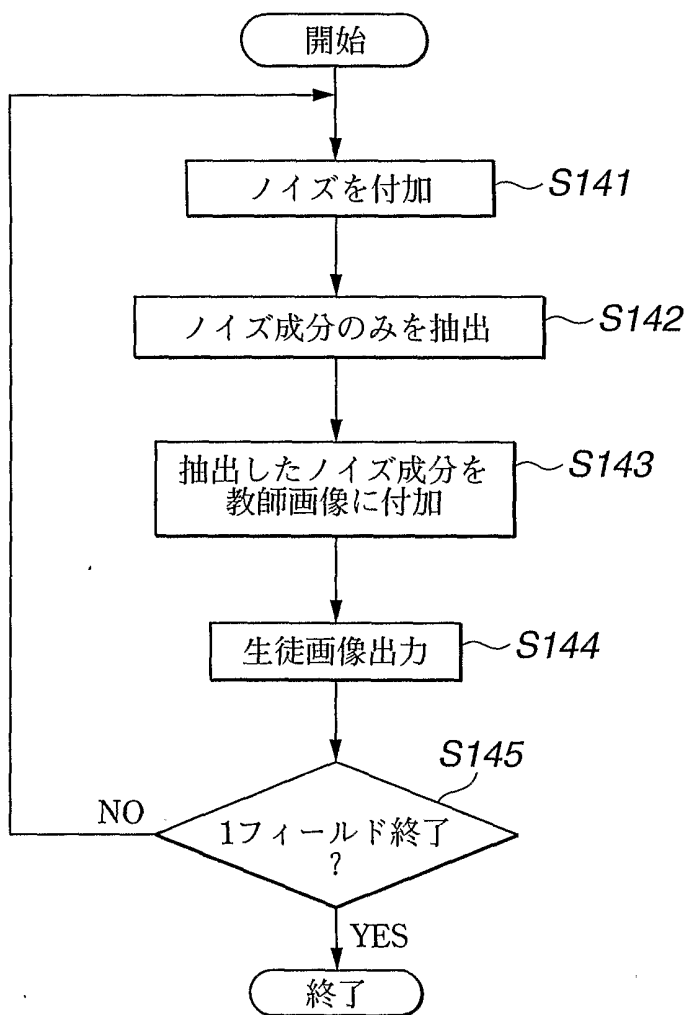 開始
ノイズを付加
S141
ノイズ成分のみを抽出
S142
抽出したノイズ成分を
教師画像に付加
S143
生徒画像出力
S144
S145
NO
1フィールド終了
?
YES
終了